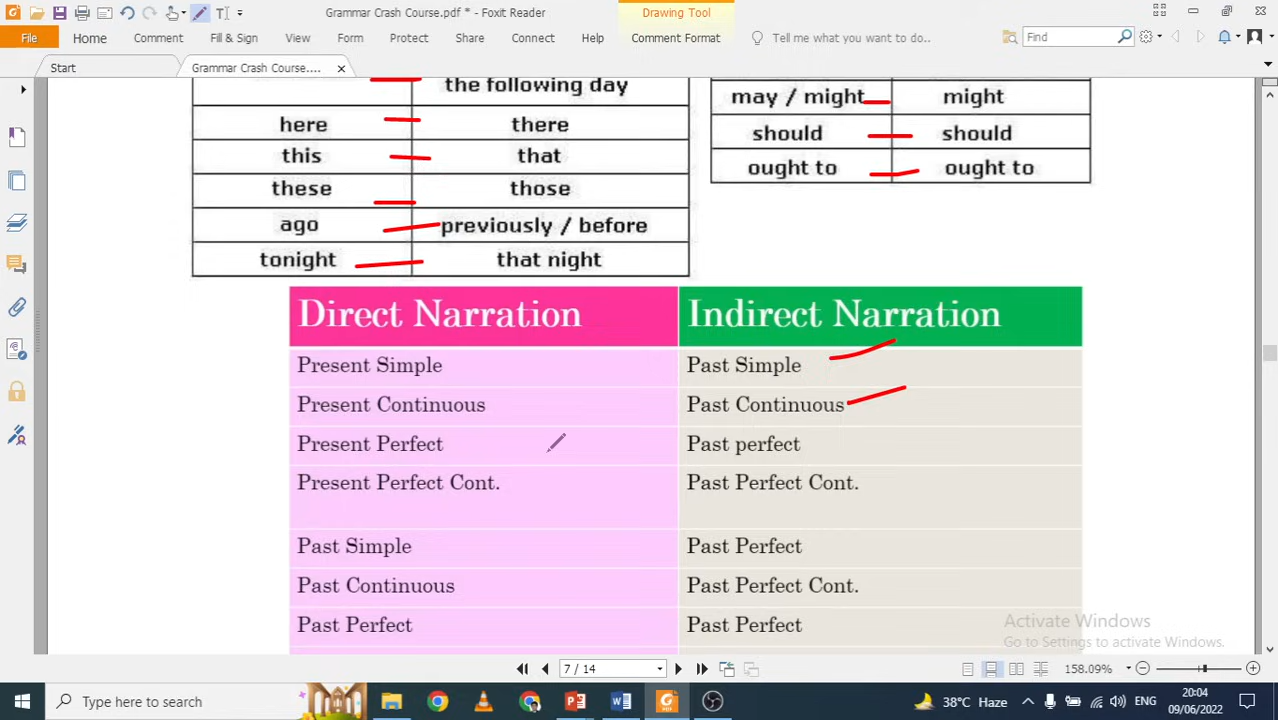 Grammar Crash Course.pdf * - Foxit Reader
Drawing Tool
File
Home
Comment
Fill & Sign
View
Form
Protect
Share
Connect
Help
Comment Format
Tell me what you want to do..
Find
Start
Grammar Crash Course....
the following day
here there
this that
these those
ago previously / before
tonight that night
may / might might
should should
ought to ought to
Direct Narration Indirect Narration
Present Simple Past Simple
Present Continuous Past Continuous
Present Perfect Past perfect
Present Perfect Cont. Past Perfect Cont.
Past Simple Past Perfect
Past Continuous Past Perfect Cont.
Past Perfect Past Perfect
Activate Windows
Go to Settings to activate Windows.
7 / 14
158.09%
Type here to search
38°C Haze
ENG
20:04
09/06/2022